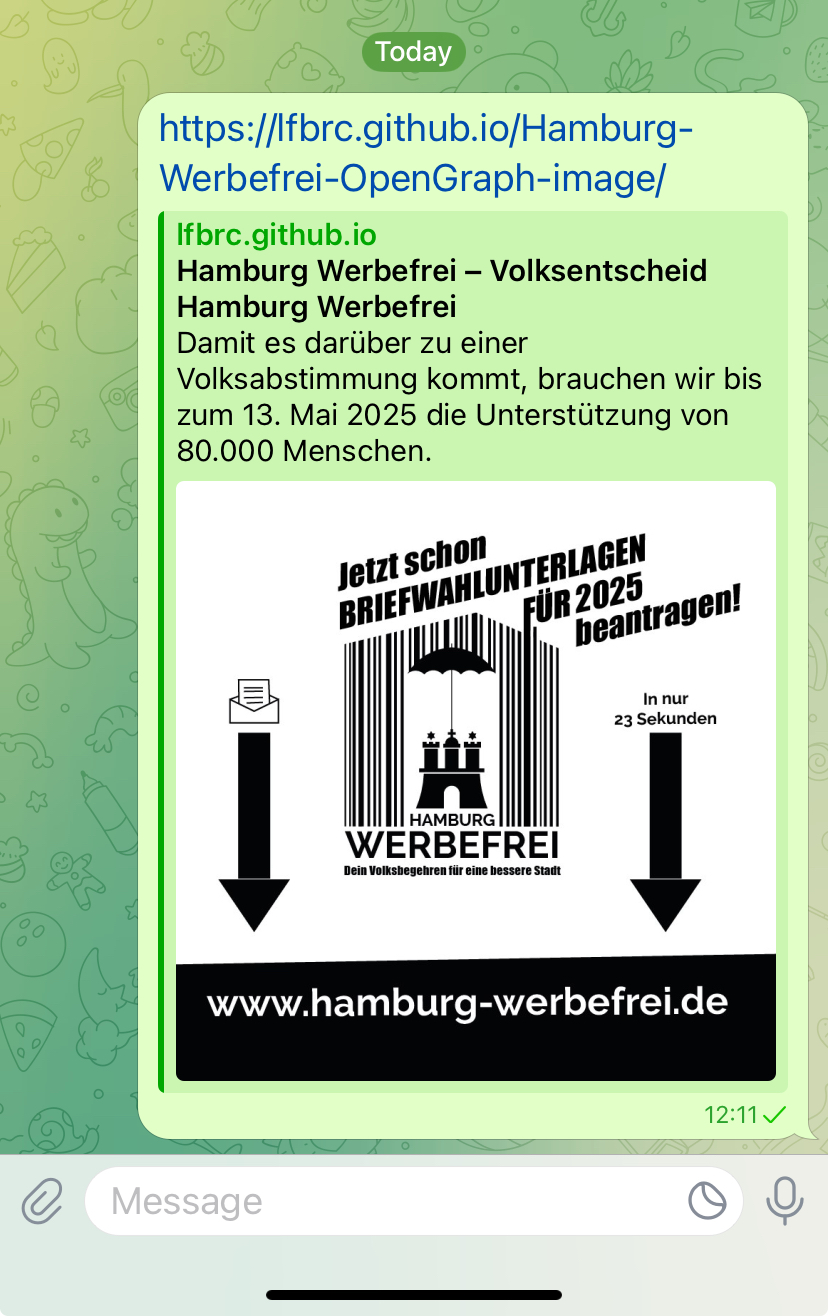 Today
https://lfbrc.github.io/Hamburg-
Werbefrei-OpenGraph-image/
lfbrc.github.io
Hamburg Werbefrei – Volksentscheid
Hamburg Werbefrei
Damit es darüber zu einer
Volksabstimmung kommt, brauchen wir bis
zum 13. Mai 2025 die Unterstützung von
80.000 Menschen.
Jetzt schon
BRIEFWAHLUNTERLAGEN
FÜR 2025
beantragen!
In nur
23 Sekunden
HAMBURG
WERBEFREI
Dein Volksbegehren für eine bessere Stadt
www.hamburg-werbefrei.de
12:11
Message